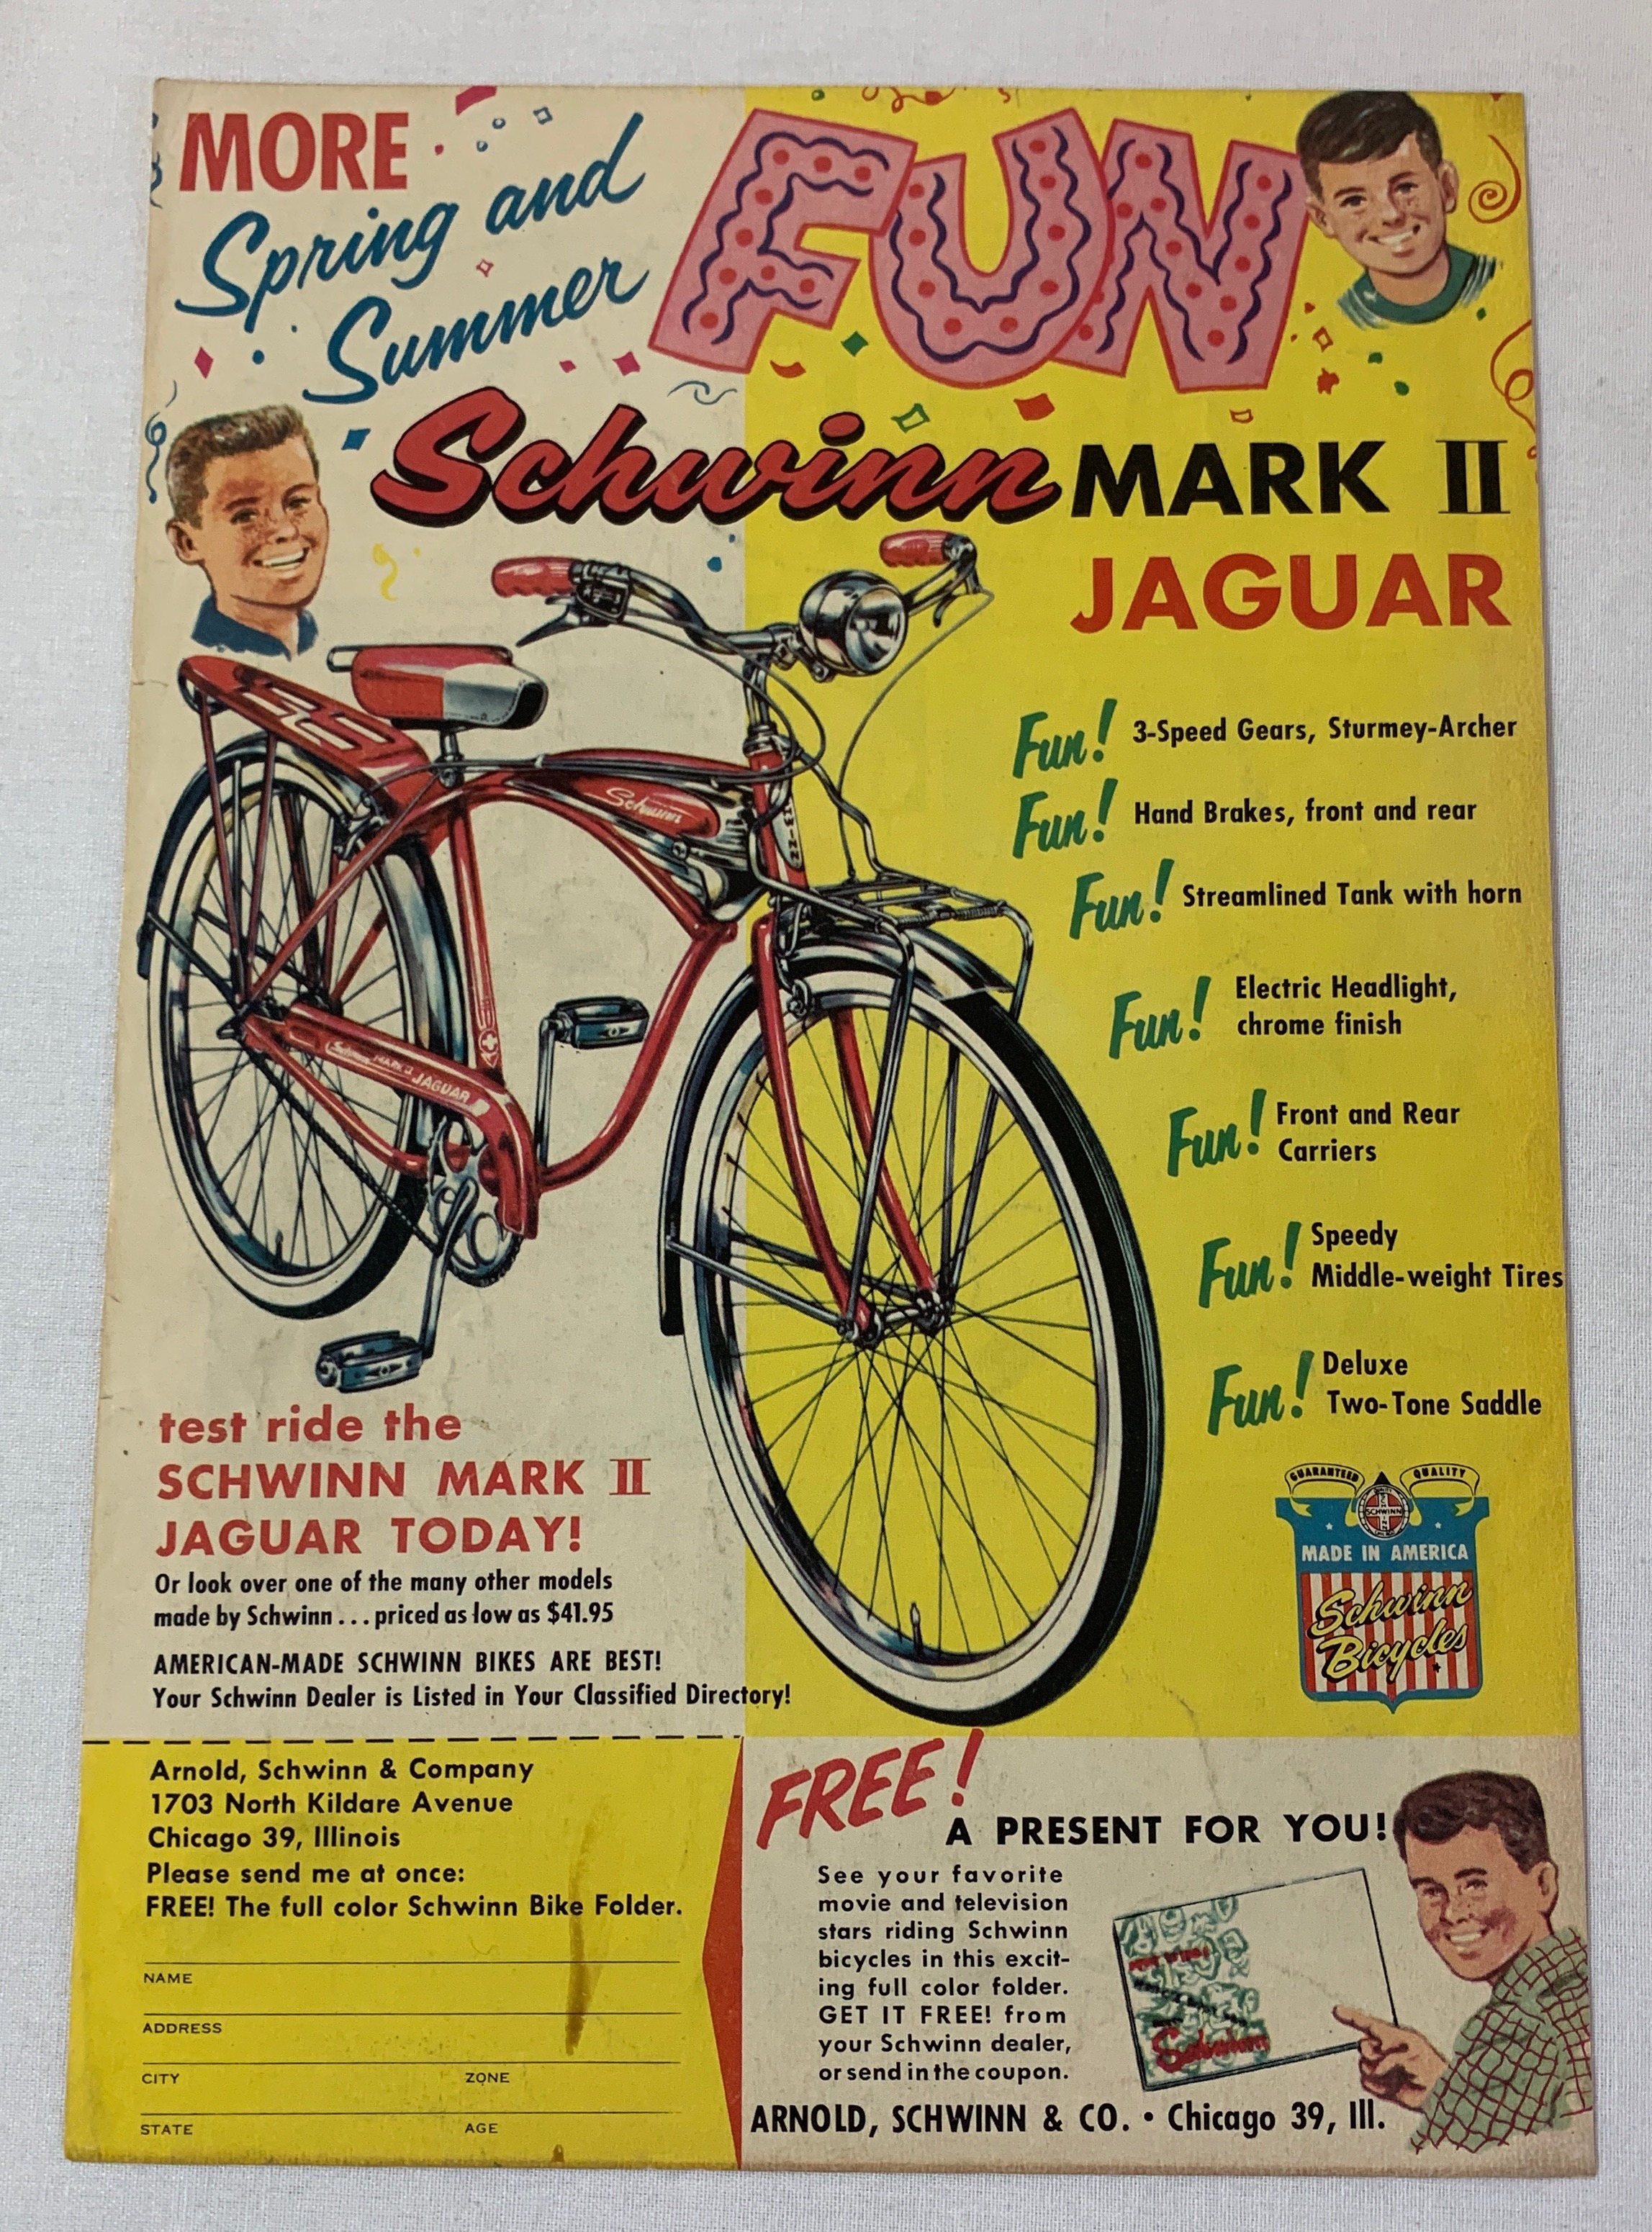 MORE
Spring and
Summer
FUN
Schwinn MARK II
JAGUAR
Fun! 3-Speed Gears, Sturmey-Archer
Fun! Hand Brakes, front and rear
Fun! Streamlined Tank with horn
Fun! Electric Headlight,
chrome finish
Fun! Front and Rear
Carriers
Fun! Speedy
Middle-weight Tires
Fun! Deluxe
Two-Tone Saddle
Schwinn
Schwinn MARK II JAGUAR
test ride the
SCHWINN MARK II
JAGUAR TODAY!
Or look over one of the many other models
made by Schwinn... priced as low as $41.95
AMERICAN-MADE SCHWINN BIKES ARE BEST!
Your Schwinn Dealer is Listed in Your Classified Directory!
GUARANTEED QUALITY
SCHWINN
MADE IN AMERICA
Schwinn
Bicycles
Arnold, Schwinn & Company
1703 North Kildare Avenue
Chicago 39, Illinois
Please send me at once:
FREE! The full color Schwinn Bike Folder.
NAME
ADDRESS
CITY ZONE
STATE AGE
FREE!
A PRESENT FOR YOU!
See your favorite
movie and television
stars riding Schwinn
bicycles in this excit-
ing full color folder.
GET IT FREE! from
your Schwinn dealer,
or send in the coupon.
Schwinn
ARNOLD, SCHWINN & CO. • Chicago 39, Ill.